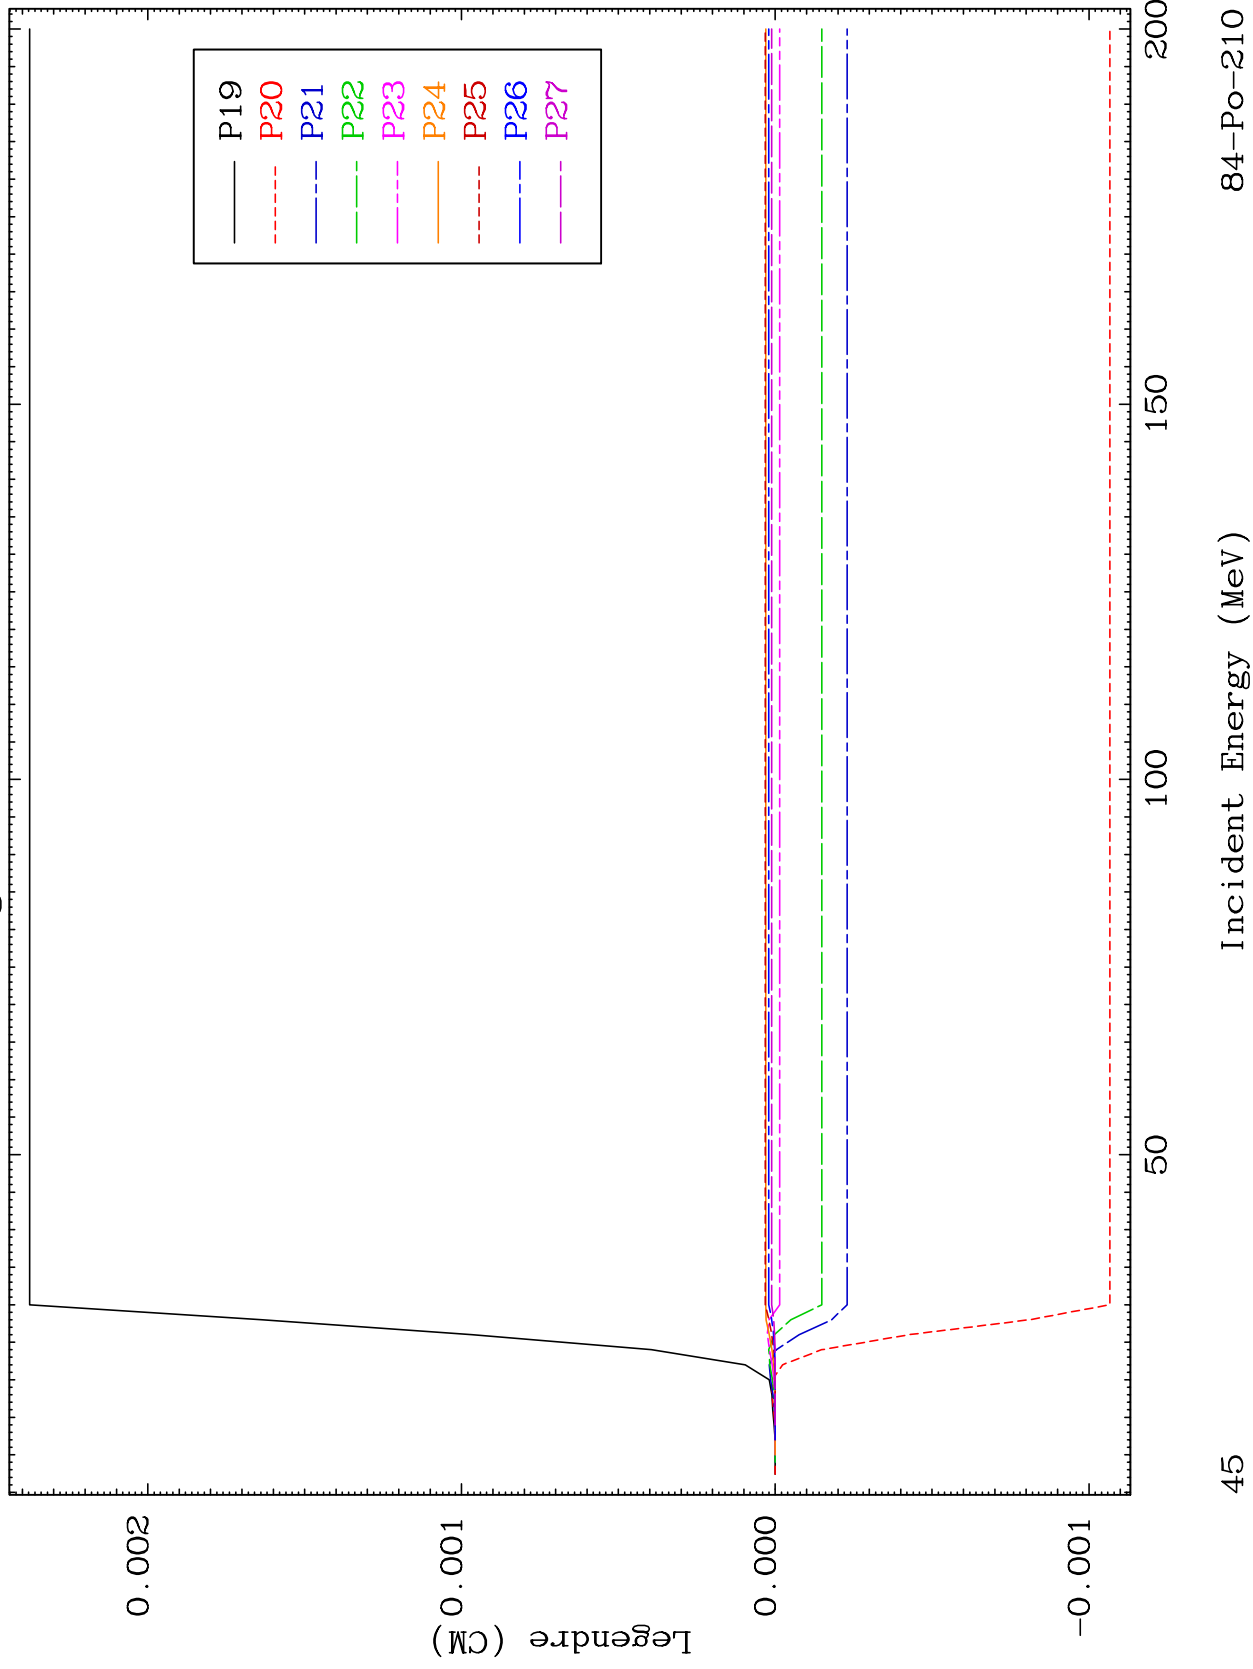 P19
P20
P21
P22
P23
P24
P25
P26
P27
0.002
0.001
0.000
-0.001
Legendre (CM)
50
100
150
200
Incident Energy (MeV)
45
84-Po-210